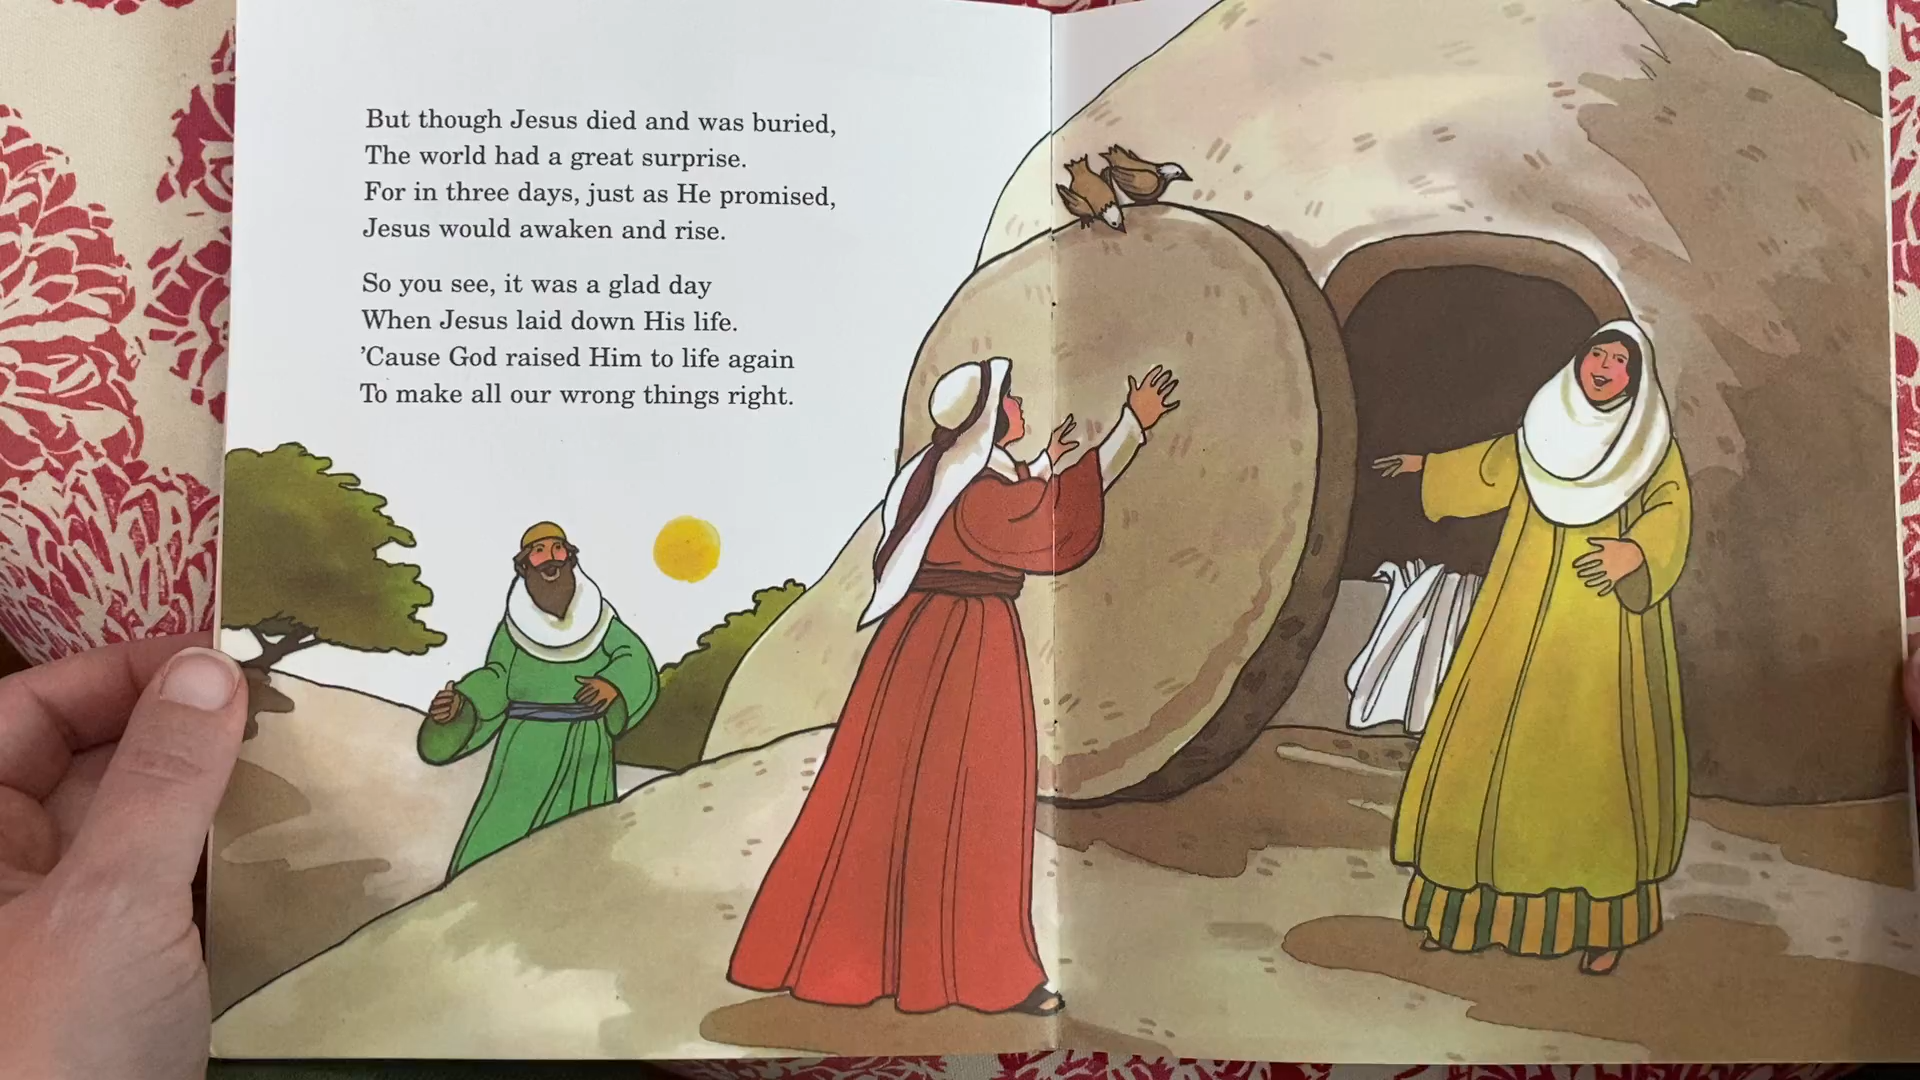 But though Jesus died and was buried,
The world had a great surprise.
For in three days, just as He promised,
Jesus would awaken and rise.
So you see, it was a glad day
When Jesus laid down His life.
’Cause God raised Him to life again
To make all our wrong things right.